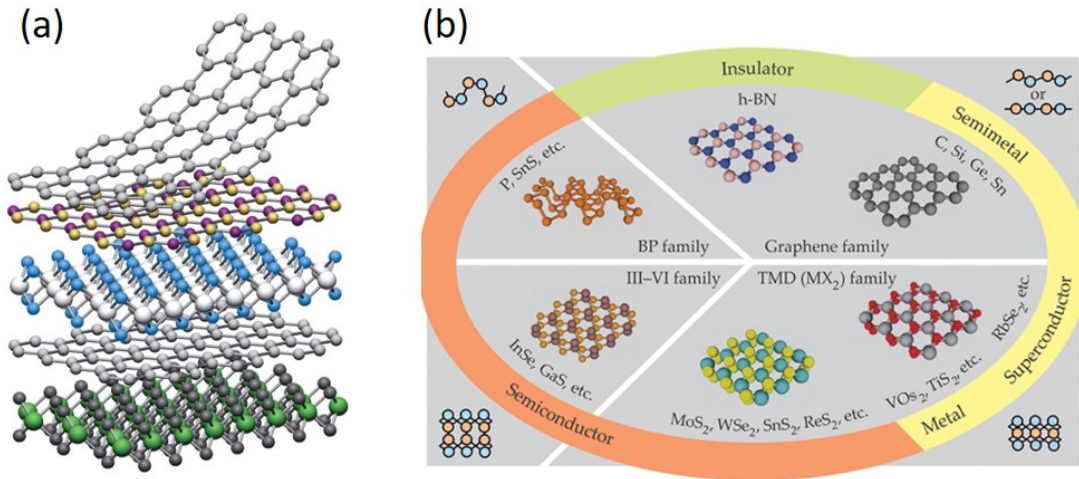 (a)
(b)
Insulator
or
h-BN
Semimetal
P, SnS, etc.
C, Si, Ge, Sn
BP family
Graphene family
III–VI family
TMD (MX₂) family
InSe, GaS, etc.
RbSe₂, etc.
Superconductor
VOs₂, TiS₂, etc.
MoS₂, WSe₂, SnS₂, ReS₂, etc.
Semiconductor
Metal